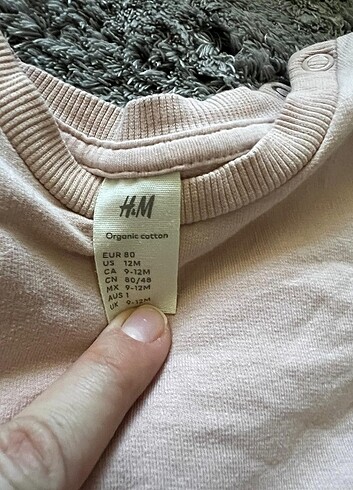 H&M
Organic cotton
EUR 80
US 12M
CA 9-12M
CN 80/48
MX 9-12M
AUS 1
UK 9-12M